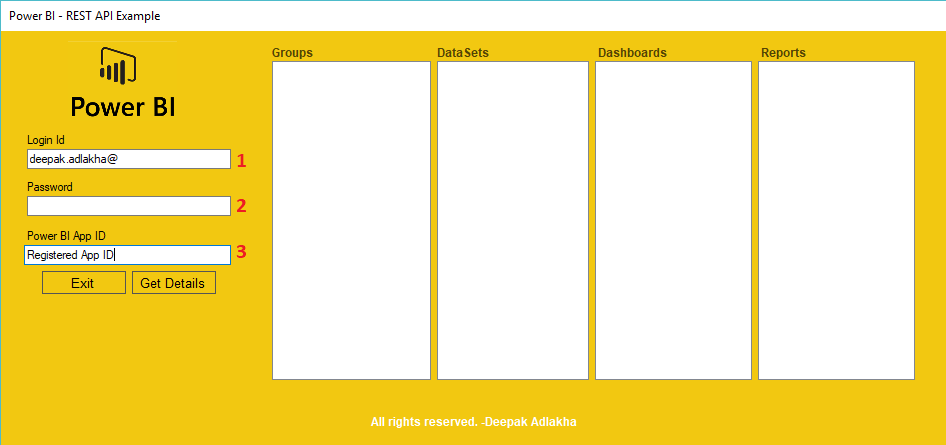 Power BI - REST API Example
Power BI
Login Id
deepak.adlakha@
1
Password
2
Power BI App ID
Registered App ID
3
Exit
Get Details
Groups
DataSets
Dashboards
Reports
All rights reserved. -Deepak Adlakha